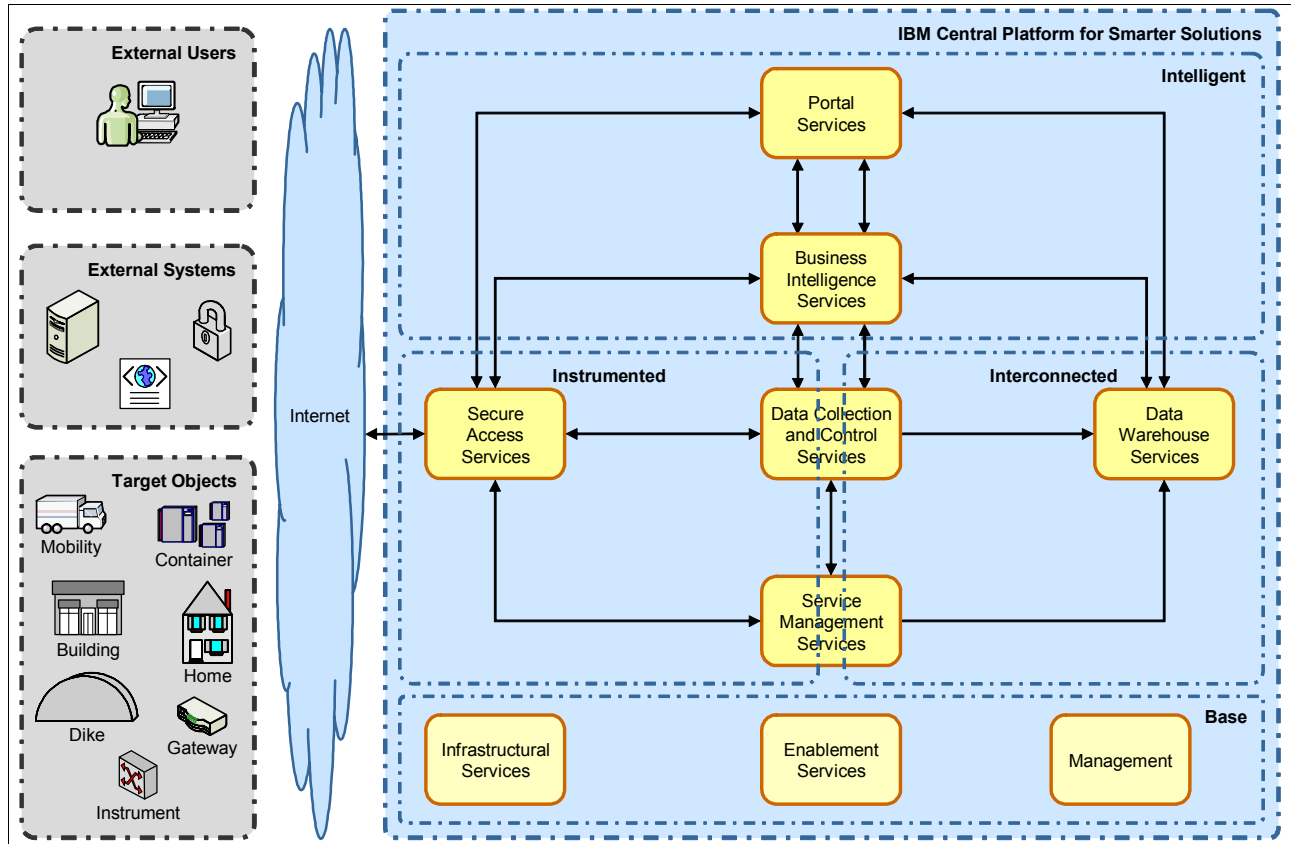 External Users
External Systems
Target Objects
Mobility
Container
Building
Home
Dike
Gateway
Instrument
Internet
IBM Central Platform for Smarter Solutions
Intelligent
Portal
Services
Business
Intelligence
Services
Instrumented
Interconnected
Secure
Access
Services
Data Collection
and Control
Services
Data
Warehouse
Services
Service
Management
Services
Base
Infrastructural
Services
Enablement
Services
Management